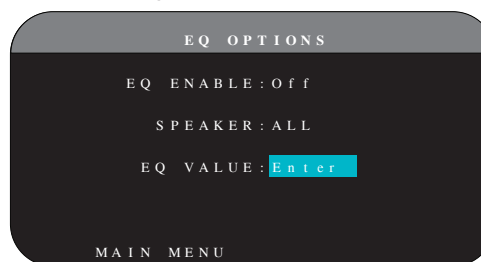 EQ OPTIONS
EQ ENABLE:Off
SPEAKER:ALL
EQ VALUE:Enter
MAIN MENU